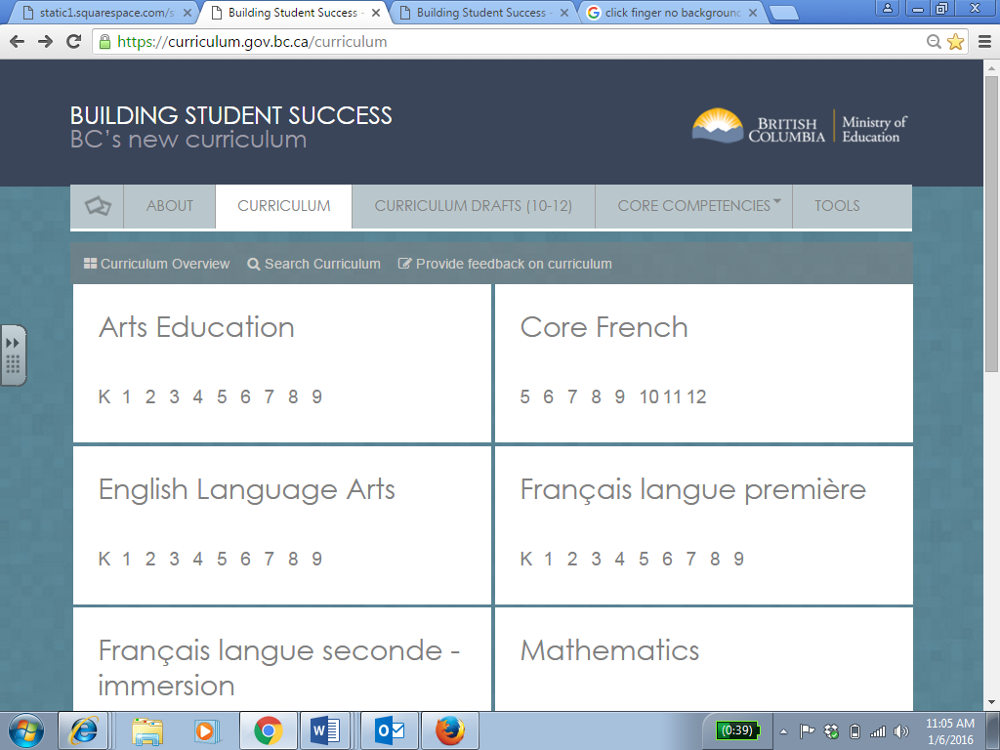 static1.squarespace.com/s
Building Student Success -
Building Student Success -
click finger no background
https://curriculum.gov.bc.ca/curriculum
BUILDING STUDENT SUCCESS
BC's new curriculum
BRITISH COLUMBIA
Ministry of Education
ABOUT
CURRICULUM
CURRICULUM DRAFTS (10-12)
CORE COMPETENCIES
TOOLS
Curriculum Overview
Search Curriculum
Provide feedback on curriculum
Arts Education
K 1 2 3 4 5 6 7 8 9
Core French
5 6 7 8 9 10 11 12
English Language Arts
K 1 2 3 4 5 6 7 8 9
Français langue première
K 1 2 3 4 5 6 7 8 9
Français langue seconde -
immersion
Mathematics
(0:39)
11:05 AM
1/6/2016